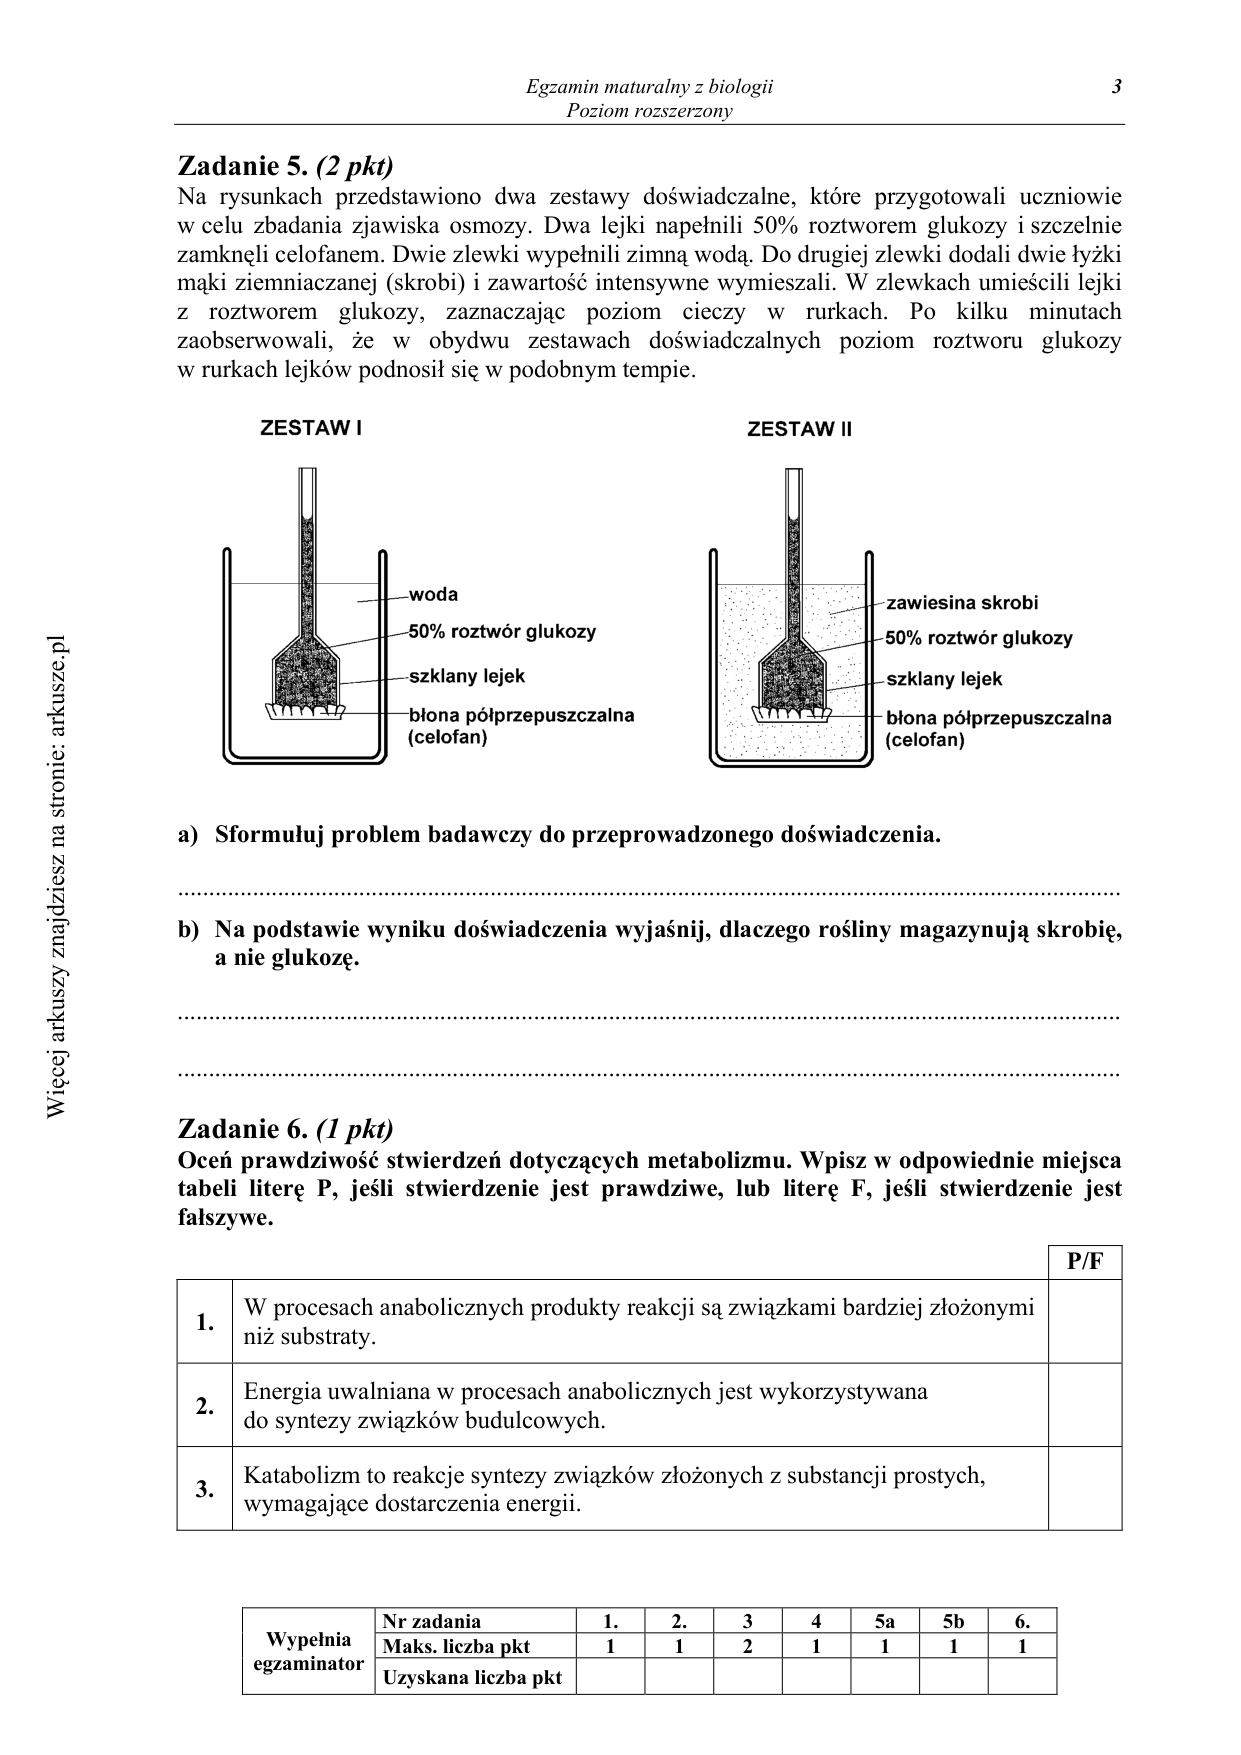 Egzamin maturalny z biologii
Poziom rozszerzony
3
Zadanie 5. (2 pkt)
Na rysunkach przedstawiono dwa zestawy doświadczalne, które przygotowali uczniowie
w celu zbadania zjawiska osmozy. Dwa lejki napełnili 50% roztworem glukozy i szczelnie
zamknęli celofanem. Dwie zlewki wypełnili zimną wodą. Do drugiej zlewki dodali dwie łyżki
mąki ziemniaczanej (skrobi) i zawartość intensywne wymieszali. W zlewkach umieścili lejki
z roztworem glukozy, zaznaczając poziom cieczy w rurkach. Po kilku minutach
zaobserwowali, że w obydwu zestawach doświadczalnych poziom roztworu glukozy
w rurkach lejków podnosił się w podobnym tempie.
ZESTAW I
woda
50% roztwór glukozy
szklany lejek
błona półprzepuszczalna
(celofan)
ZESTAW II
zawiesina skrobi
50% roztwór glukozy
szklany lejek
błona półprzepuszczalna
(celofan)
a) Sformułuj problem badawczy do przeprowadzonego doświadczenia.
b) Na podstawie wyniku doświadczenia wyjaśnij, dlaczego rośliny magazynują skrobię,
a nie glukozę.
Zadanie 6. (1 pkt)
Oceń prawdziwość stwierdzeń dotyczących metabolizmu. Wpisz w odpowiednie miejsca
tabeli literę P, jeśli stwierdzenie jest prawdziwe, lub literę F, jeśli stwierdzenie jest
fałszywe.
P/F
1. W procesach anabolicznych produkty reakcji są związkami bardziej złożonymi
niż substraty.
2. Energia uwalniana w procesach anabolicznych jest wykorzystywana
do syntezy związków budulcowych.
3. Katabolizm to reakcje syntezy związków złożonych z substancji prostych,
wymagające dostarczenia energii.
Wypełnia
egzaminator
Nr zadania 1. 2. 3 4 5a 5b 6.
Maks. liczba pkt 1 1 2 1 1 1 1
Uzyskana liczba pkt
Więcej arkuszy znajdziesz na stronie: arkusze.pl